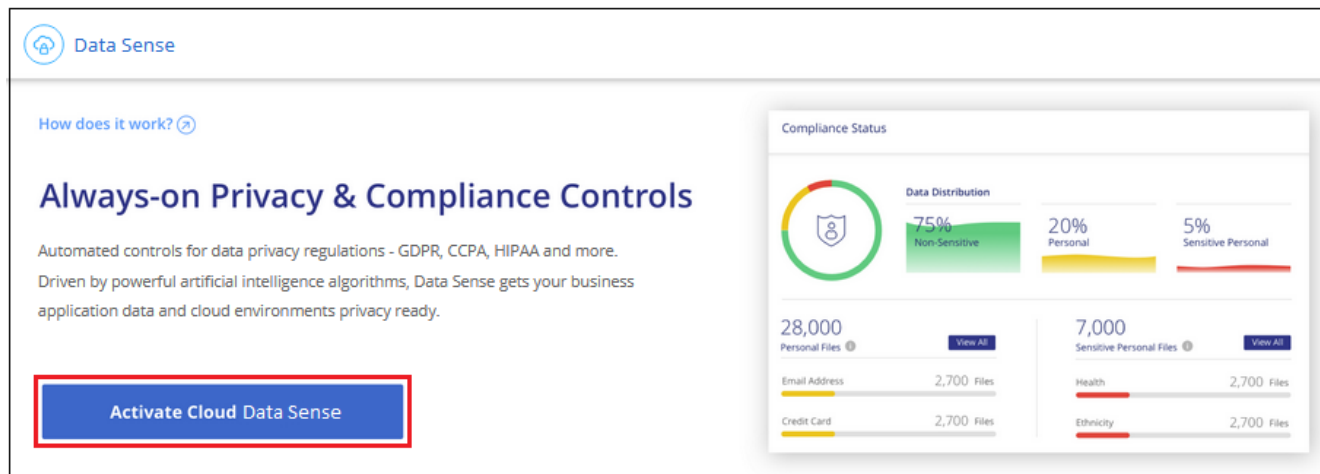 Data Sense
How does it work?
Always-on Privacy & Compliance Controls
Automated controls for data privacy regulations - GDPR, CCPA, HIPAA and more.
Driven by powerful artificial intelligence algorithms, Data Sense gets your business
application data and cloud environments privacy ready.
Activate Cloud Data Sense
Compliance Status
Data Distribution
75%
Non-Sensitive
20%
Personal
5%
Sensitive Personal
28,000
Personal Files
View All
Email Address 2,700 Files
Credit Card 2,700 Files
7,000
Sensitive Personal Files
View All
Health 2,700 Files
Ethnicity 2,700 Files